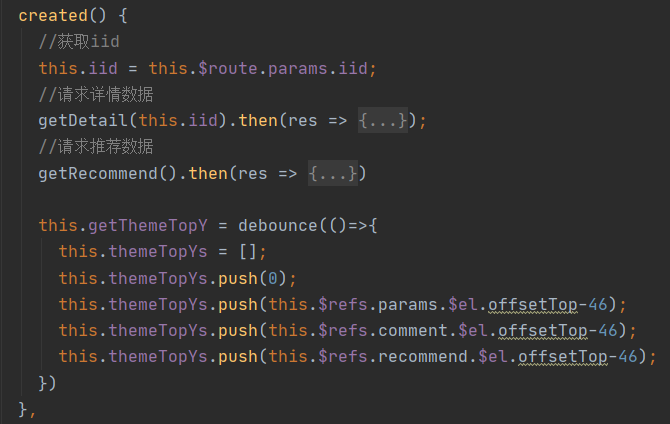 created() {
//获取iid
this.iid = this.$route.params.iid;
//请求详情数据
getDetail(this.iid).then(res => {...});
//请求推荐数据
getRecommend().then(res => {...})
this.getThemeTopY = debounce(()=>{
this.themeTopYs = [];
this.themeTopYs.push(0);
this.themeTopYs.push(this.$refs.params.$el.offsetTop-46);
this.themeTopYs.push(this.$refs.comment.$el.offsetTop-46);
this.themeTopYs.push(this.$refs.recommend.$el.offsetTop-46);
})
},